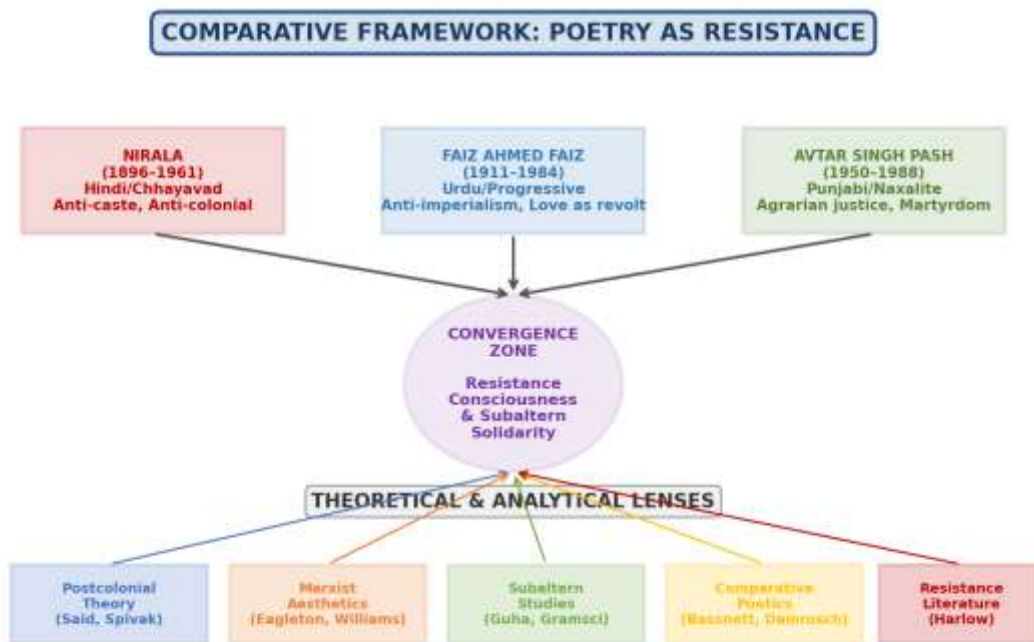 COMPARATIVE FRAMEWORK: POETRY AS RESISTANCE
NIRALA
(1896–1961)
Hindi/Chhayavad
Anti-caste, Anti-colonial
FAIZ AHMED FAIZ
(1911–1984)
Urdu/Progressive
Anti-imperialism, Love as revolt
AVTAR SINGH PASH
(1950–1988)
Punjabi/Naxalite
Agrarian justice, Martyrdom
CONVERGENCE
ZONE
Resistance
Consciousness
& Subaltern
Solidarity
THEORETICAL & ANALYTICAL LENSES
Postcolonial
Theory
(Said, Spivak)
Marxist
Aesthetics
(Eagleton, Williams)
Subaltern
Studies
(Guha, Gramsci)
Comparative
Poetics
(Bassnett, Damrosch)
Resistance
Literature
(Harlow)